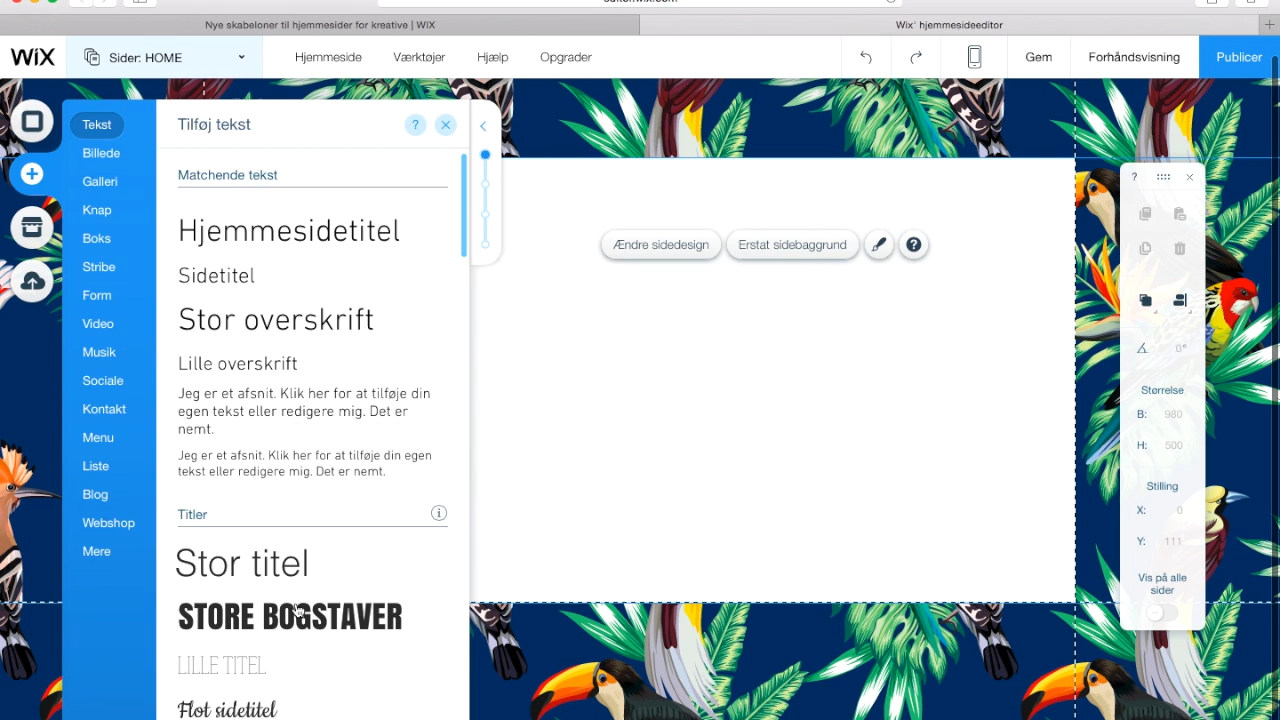 Nye skabeloner til hjemmesider for kreative | WIX
Wix' hjemmesideeditor
WiX
Sider: HOME
Hjemmeside
Værktøjer
Hjælp
Opgrader
Gem
Forhåndsvisning
Publicer
Tekst
Billede
Galleri
Knap
Boks
Stribe
Form
Video
Musik
Sociale
Kontakt
Menu
Liste
Blog
Webshop
Mere
Tilføj tekst
?
Matchende tekst
Hjemmesidetitel
Sidetitel
Stor overskrift
Lille overskrift
Jeg er et afsnit. Klik her for at tilføje din
egen tekst eller redigere mig. Det er
nemt.
Jeg er et afsnit. Klik her for at tilføje din egen
tekst eller redigere mig. Det er nemt.
Titler
Stor titel
STORE BOGSTAVER
LILLE TITEL
Flot sidetitel
Ændre sidedesign
Erstat sidebaggrund
?
?
0°
Størrelse
B: 980
H: 500
Stilling
X: 0
Y: 111
Vis på alle
sider